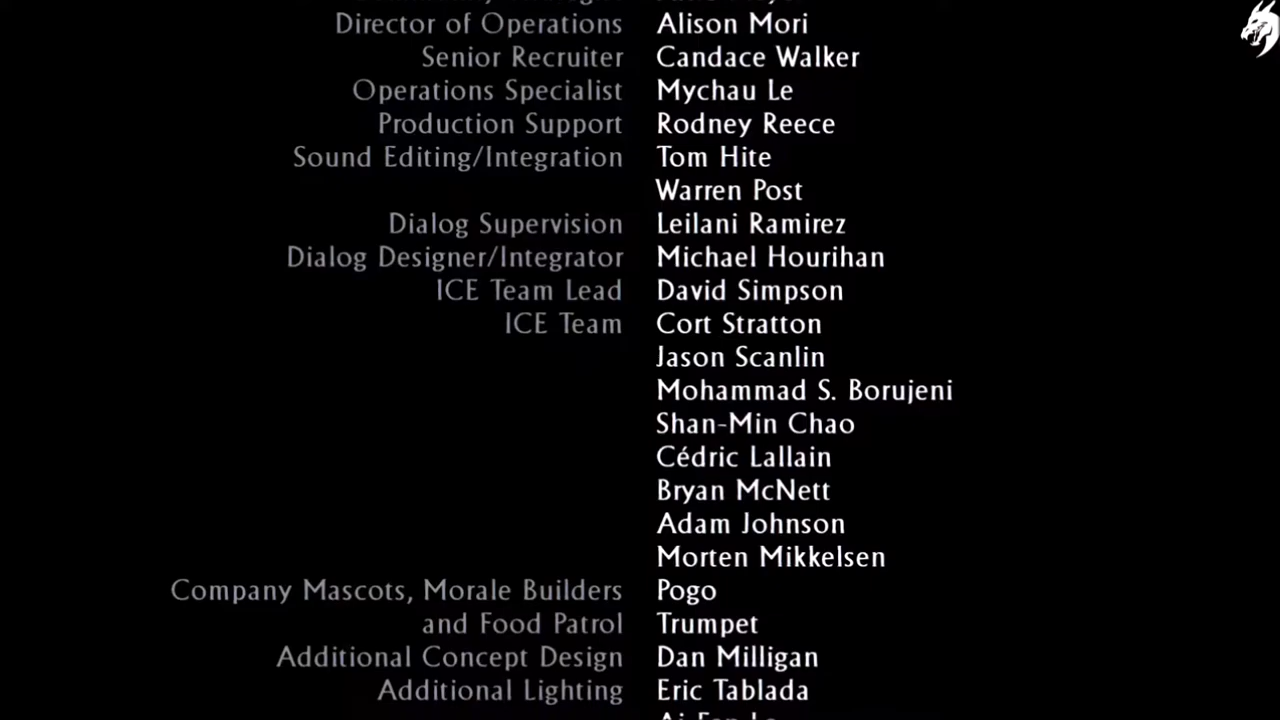 Director of Operations Alison Mori
Senior Recruiter Candace Walker
Operations Specialist Mychau Le
Production Support Rodney Reece
Sound Editing/Integration Tom Hite
Warren Post
Dialog Supervision Leilani Ramirez
Dialog Designer/Integrator Michael Hourihan
ICE Team Lead David Simpson
ICE Team Cort Stratton
Jason Scanlin
Mohammad S. Borujeni
Shan-Min Chao
Cédric Lallain
Bryan McNett
Adam Johnson
Morten Mikkelsen
Company Mascots, Morale Builders Pogo
and Food Patrol Trumpet
Additional Concept Design Dan Milligan
Additional Lighting Eric Tablada